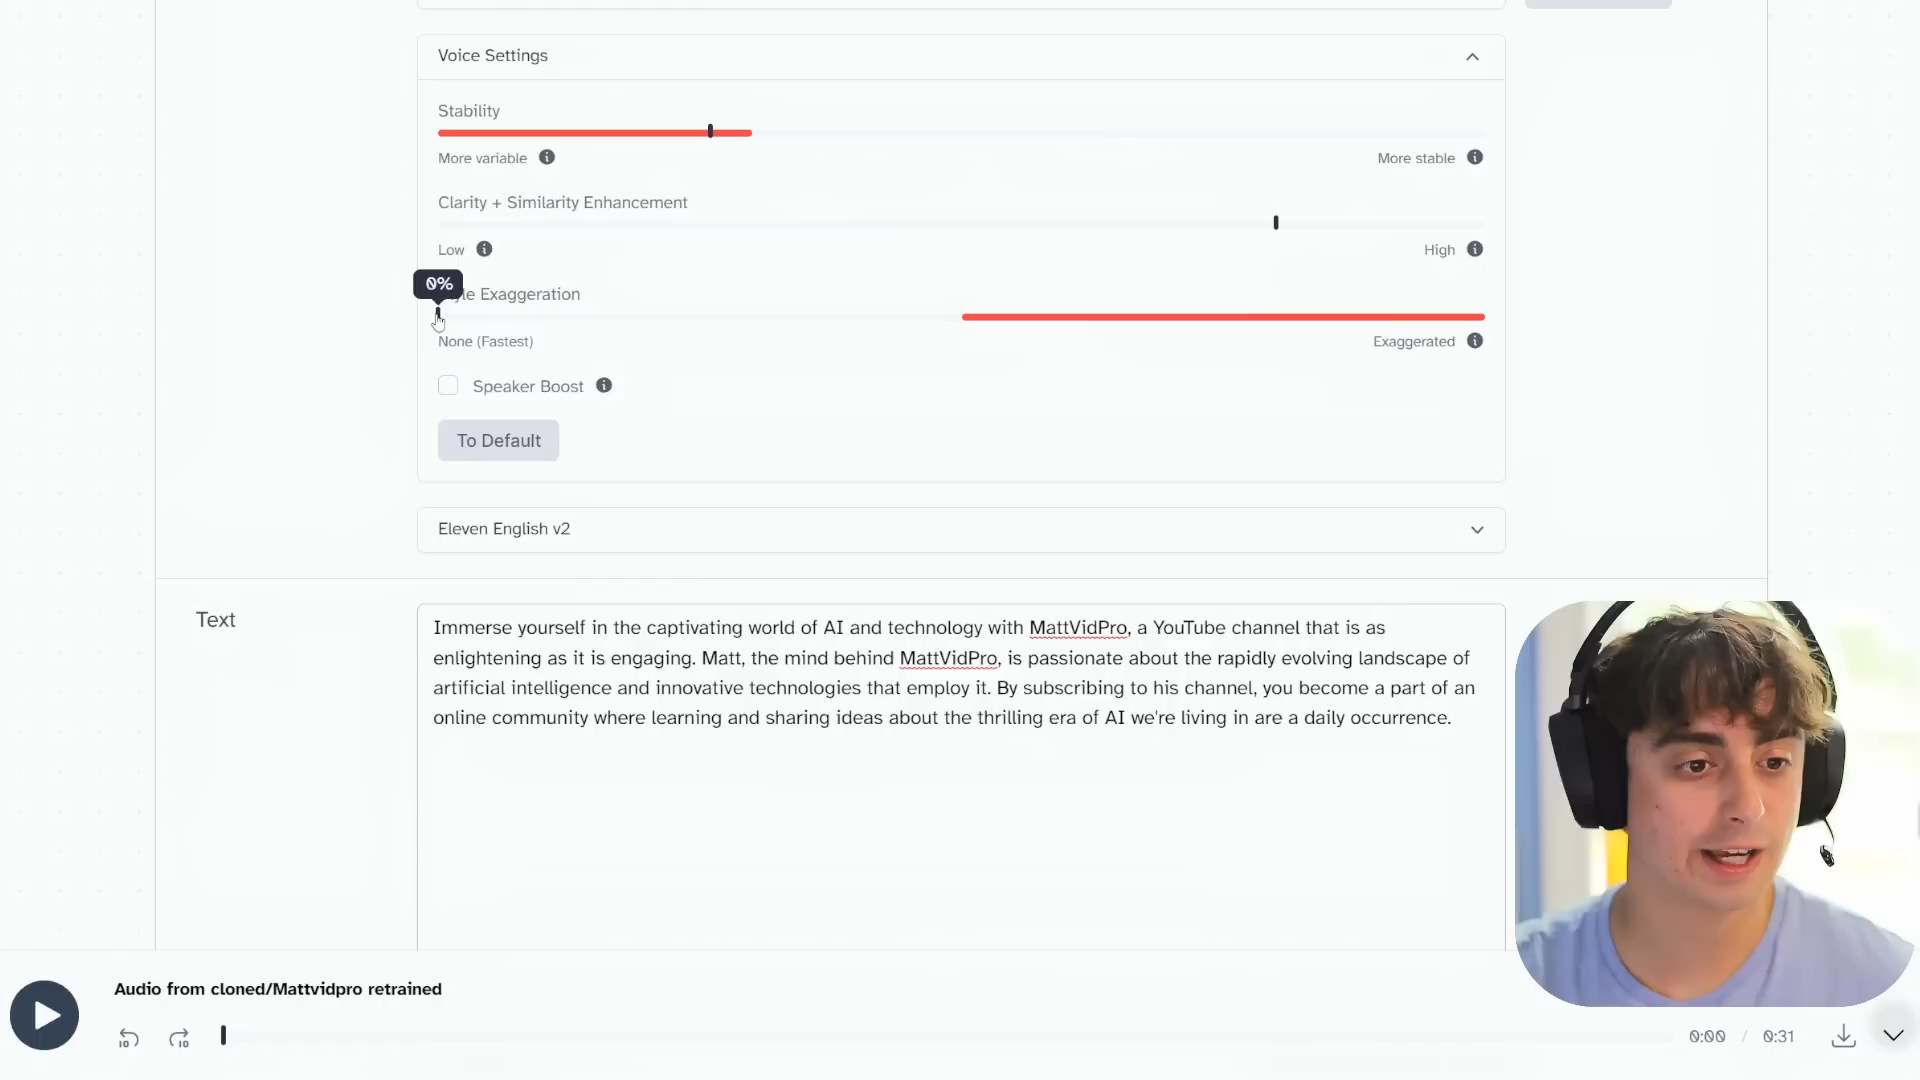 Voice Settings
Stability
More variable
More stable
Clarity + Similarity Enhancement
Low
High
0%
le Exaggeration
None (Fastest)
Exaggerated
Speaker Boost
To Default
Eleven English v2
Text
Immerse yourself in the captivating world of AI and technology with MattVidPro, a YouTube channel that is as
enlightening as it is engaging. Matt, the mind behind MattVidPro, is passionate about the rapidly evolving landscape of
artificial intelligence and innovative technologies that employ it. By subscribing to his channel, you become a part of an
online community where learning and sharing ideas about the thrilling era of AI we're living in are a daily occurrence.
Audio from cloned/Mattvidpro retrained
10
10
0:00 / 0:31